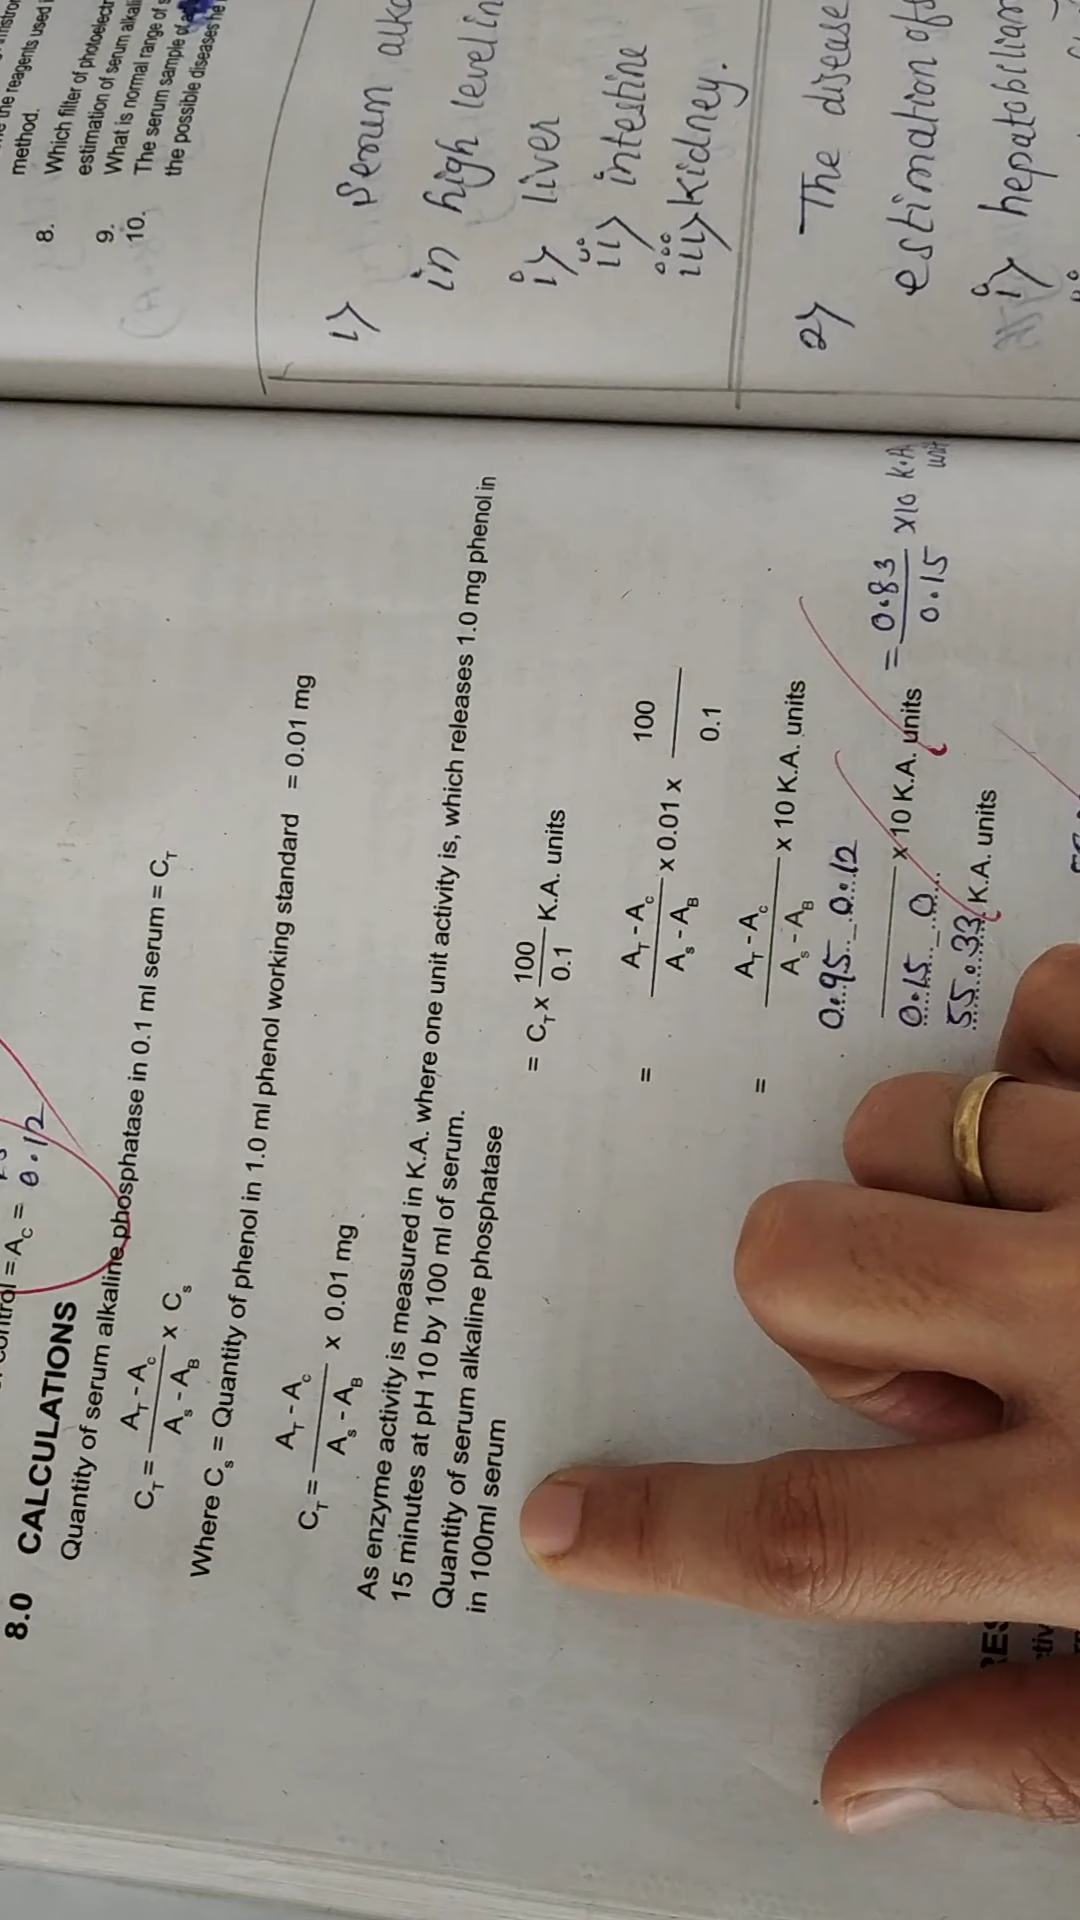 control = A_C = 0.12
8.0 CALCULATIONS
Quantity of serum alkaline phosphatase in 0.1 ml serum = C_T
C_T = (A_T - A_c) / (A_s - A_B) x C_s
Where C_s = Quantity of phenol in 1.0 ml phenol working standard = 0.01 mg
C_T = (A_T - A_c) / (A_s - A_B) x 0.01 mg
As enzyme activity is measured in K.A. where one unit activity is, which releases 1.0 mg phenol in
15 minutes at pH 10 by 100 ml of serum.
Quantity of serum alkaline phosphatase
in 100ml serum
= C_T x 100 / 0.1 K.A. units
= (A_T - A_c) / (A_s - A_B) x 0.01 x 100 / 0.1
= (A_T - A_c) / (A_s - A_B) x 10 K.A. units
0.95 - 0.12 / 0.15 - 0 x 10 K.A. units = 0.83 / 0.15 x10 K.A unit
55.33 K.A. units
the reagents used
method.
8. Which filter of photoelectr
estimation of serum alkali
9. What is normal range of s
10. The serum sample of
the possible diseases he
1> Serum alka
in high level in
i> liver
ii> intestine
iii> kidney.
2> The disease
estimation of
i> hepatobiliary